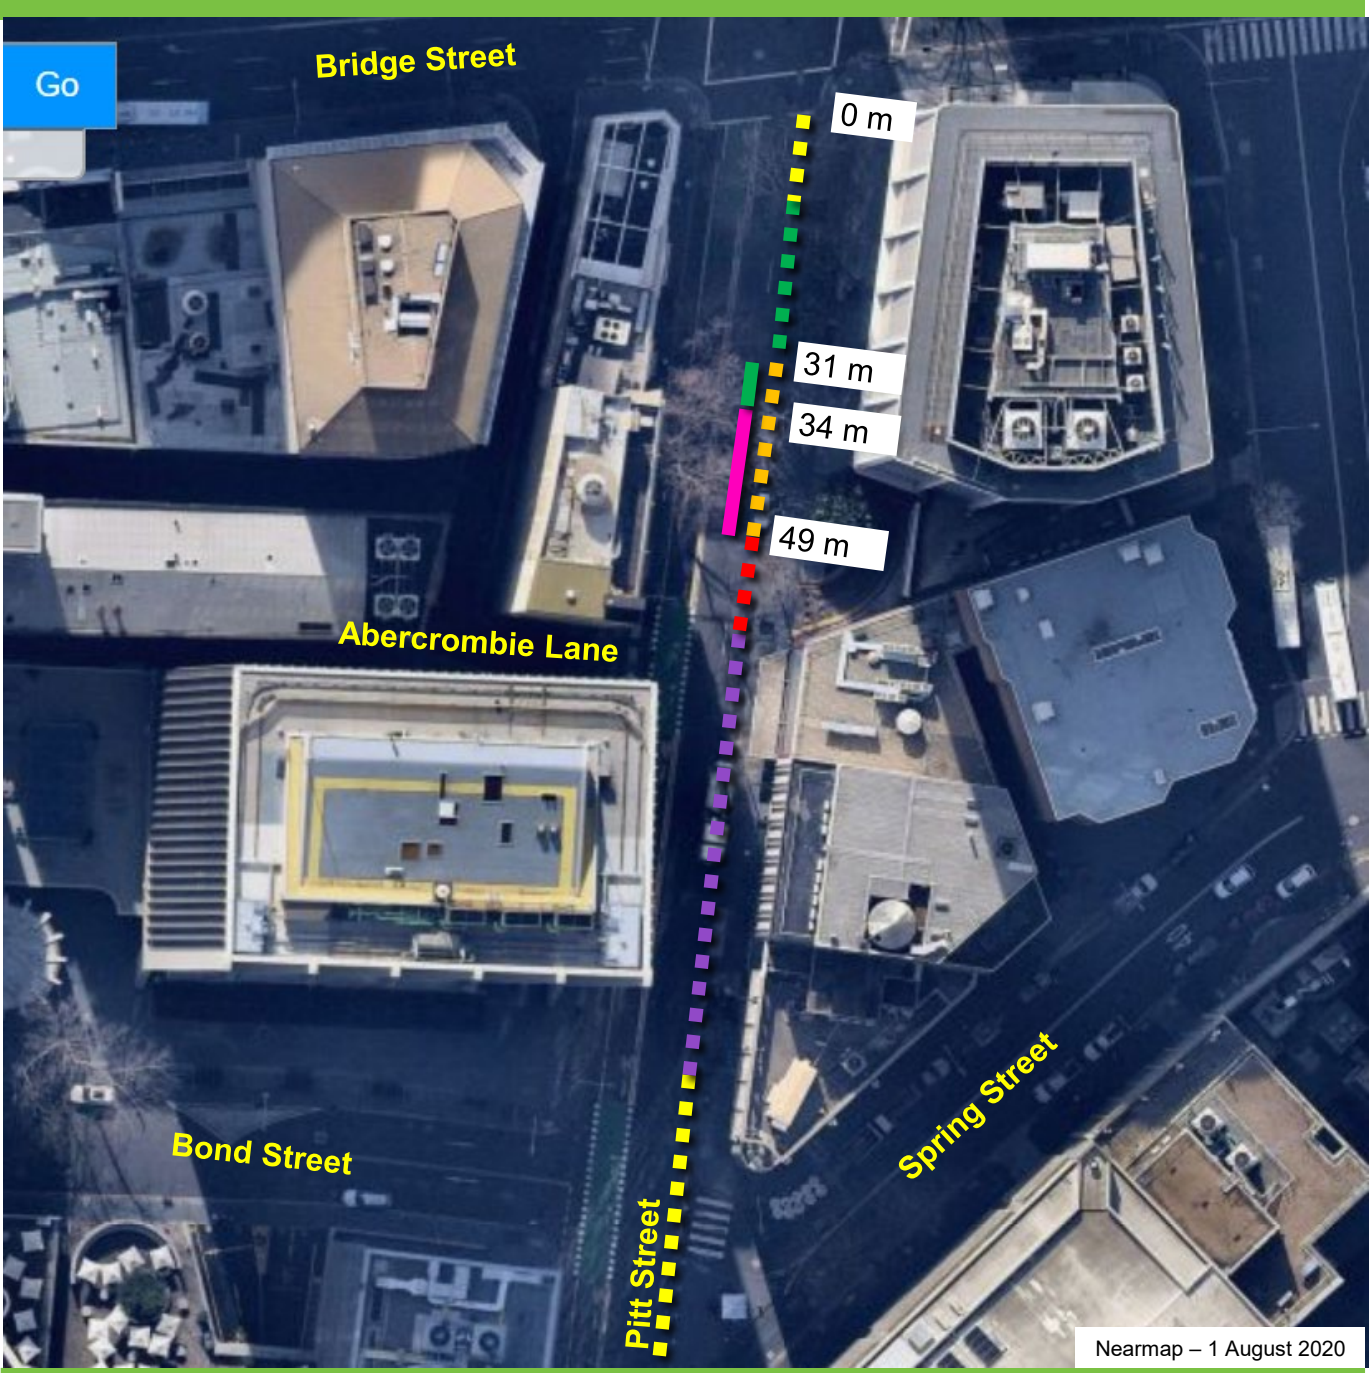 Bridge Street
Go
0 m
31 m
34 m
49 m
Abercrombie Lane
Bond Street
Spring Street
Pitt Street
40
Nearmap – 1 August 2020